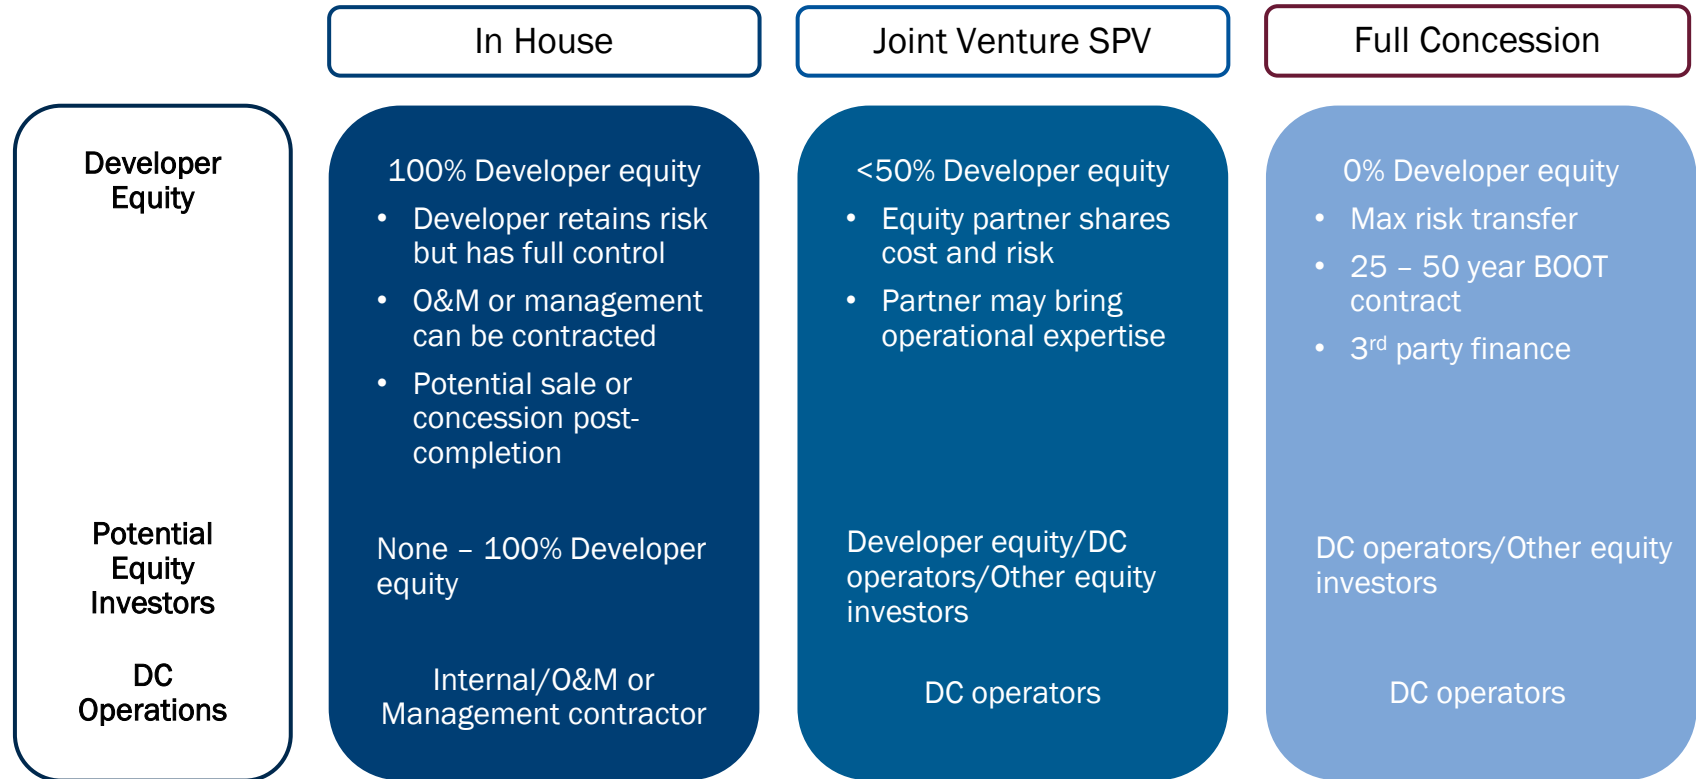 In House
Joint Venture SPV
Full Concession
Developer
Equity
100% Developer equity
• Developer retains risk
but has full control
• O&M or management
can be contracted
• Potential sale or
concession post-
completion
<50% Developer equity
• Equity partner shares
cost and risk
• Partner may bring
operational expertise
0% Developer equity
• Max risk transfer
• 25 – 50 year BOOT
contract
• 3rd party finance
Potential
Equity
Investors
None – 100% Developer
equity
Developer equity/DC
operators/Other equity
investors
DC operators/Other equity
investors
DC
Operations
Internal/O&M or
Management contractor
DC operators
DC operators